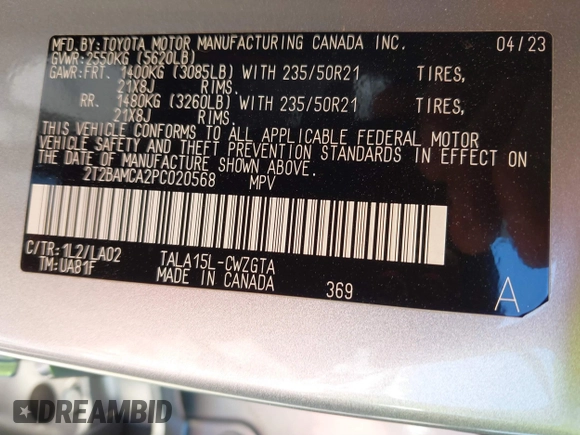 MFD.BY:TOYOTA MOTOR MANUFACTURING CANADA INC. 04/23
GVWR:2550KG (5620LB)
GAWR:FRT. 1400KG (3085LB) WITH 235/50R21 TIRES,
21X8J RIMS.
RR. 1480KG (3260LB) WITH 235/50R21 TIRES,
21X8J RIMS.
THIS VEHICLE CONFORMS TO ALL APPLICABLE FEDERAL MOTOR
VEHICLE SAFETY AND THEFT PREVENTION STANDARDS IN EFFECT ON
THE DATE OF MANUFACTURE SHOWN ABOVE.
2T2BAMCA2PC020568 MPV
C/TR:1L2/LA02 TALA15L-CWZGTA
TM:UA81F MADE IN CANADA 369 A
DREAMBID